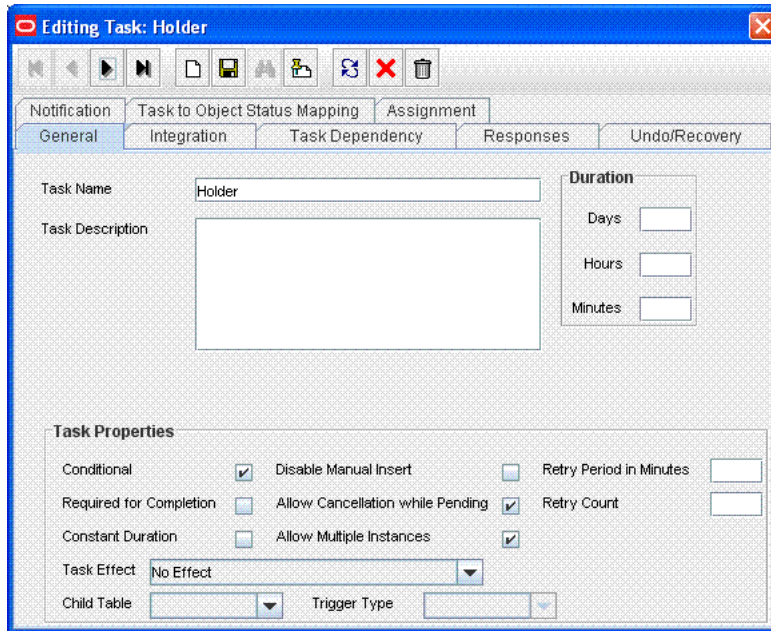 Editing Task: Holder
Notification Task to Object Status Mapping Assignment
General Integration Task Dependency Responses Undo/Recovery
Task Name Holder
Duration
Task Description
Days
Hours
Minutes
Task Properties
Conditional Disable Manual Insert Retry Period in Minutes
Required for Completion Allow Cancellation while Pending Retry Count
Constant Duration Allow Multiple Instances
Task Effect No Effect
Child Table Trigger Type